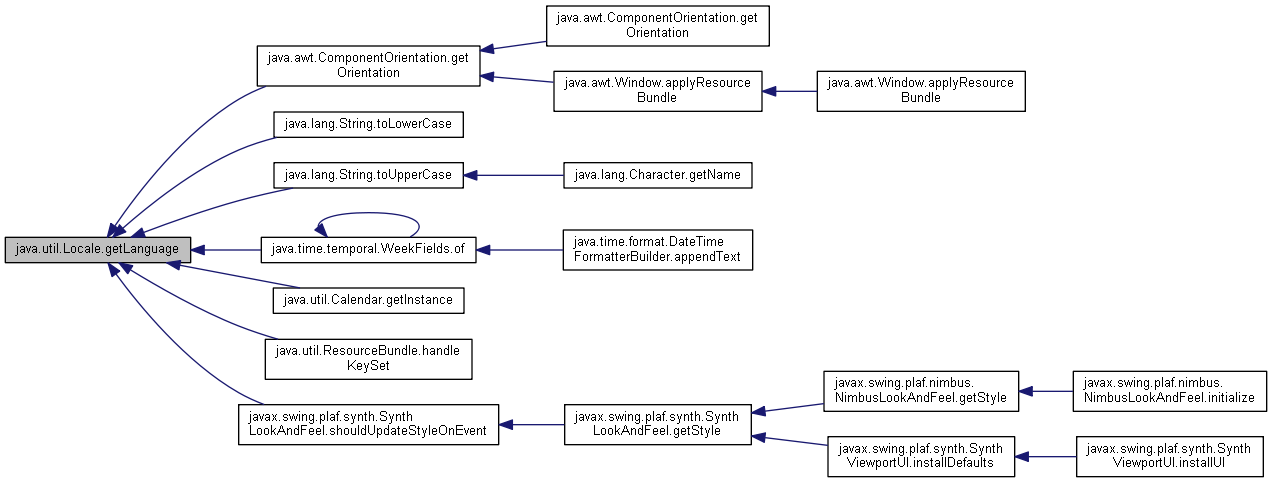 java.util.Locale.getLanguage
java.awt.ComponentOrientation.get
Orientation
java.awt.ComponentOrientation.get
Orientation
java.awt.Window.applyResource
Bundle
java.awt.Window.applyResource
Bundle
java.lang.String.toLowerCase
java.lang.String.toUpperCase
java.lang.Character.getName
java.time.temporal.WeekFields.of
java.time.format.DateTime
FormatterBuilder.appendText
java.util.Calendar.getInstance
java.util.ResourceBundle.handle
KeySet
javax.swing.plaf.synth.Synth
LookAndFeel.shouldUpdateStyleOnEvent
javax.swing.plaf.synth.Synth
LookAndFeel.getStyle
javax.swing.plaf.nimbus.
NimbusLookAndFeel.getStyle
javax.swing.plaf.nimbus.
NimbusLookAndFeel.initialize
javax.swing.plaf.synth.Synth
ViewportUI.installDefaults
javax.swing.plaf.synth.Synth
ViewportUI.installUI